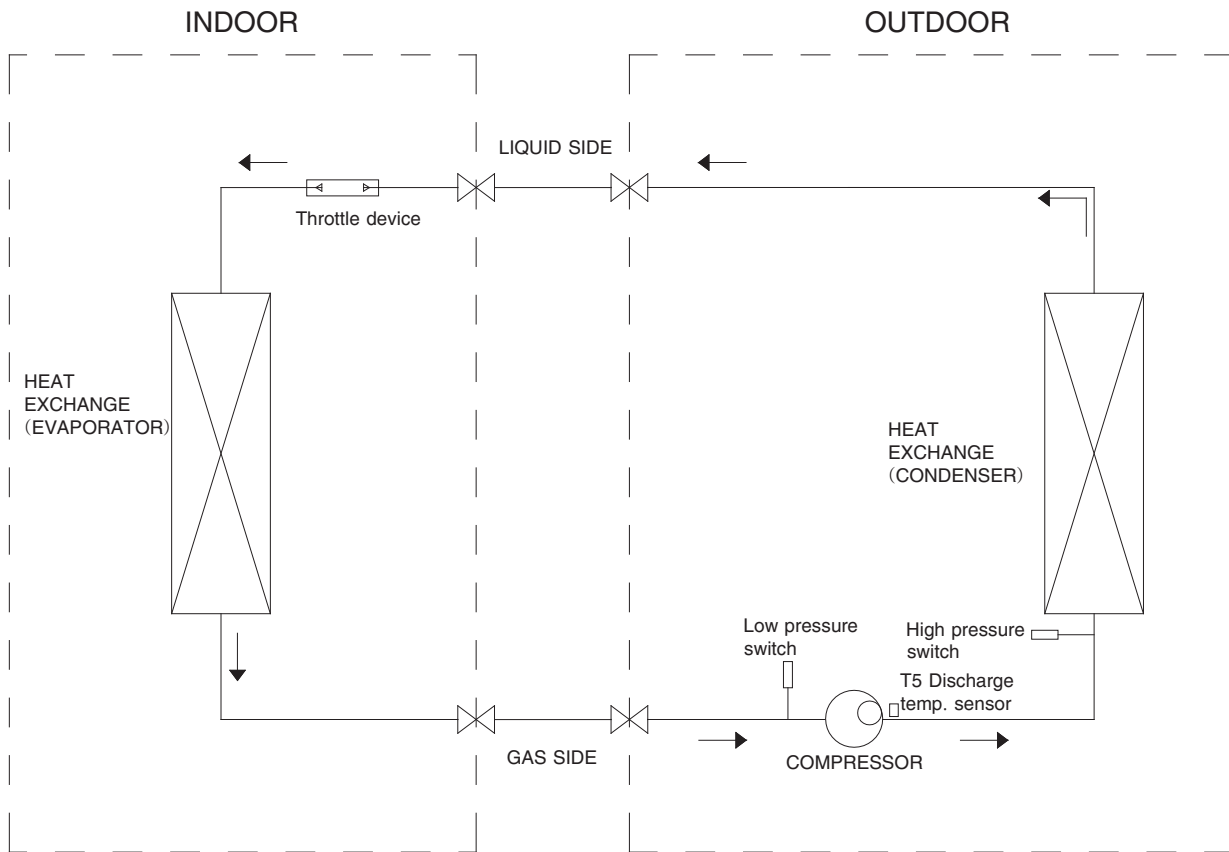 INDOOR
OUTDOOR
LIQUID SIDE
Throttle device
HEAT
EXCHANGE
(EVAPORATOR)
HEAT
EXCHANGE
(CONDENSER)
Low pressure
switch
High pressure
switch
T5 Discharge
temp. sensor
GAS SIDE
COMPRESSOR